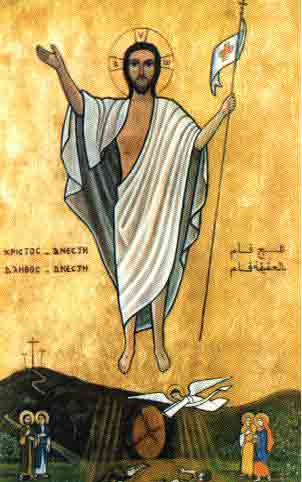 ⲭⲣⲓⲥⲧⲟⲥ – ⲁⲛⲉⲥⲧⲏ
ⲁⲗⲏⲑⲟⲥ – ⲁⲛⲉⲥⲧⲏ
المسيح قام
بالحقيقة قام